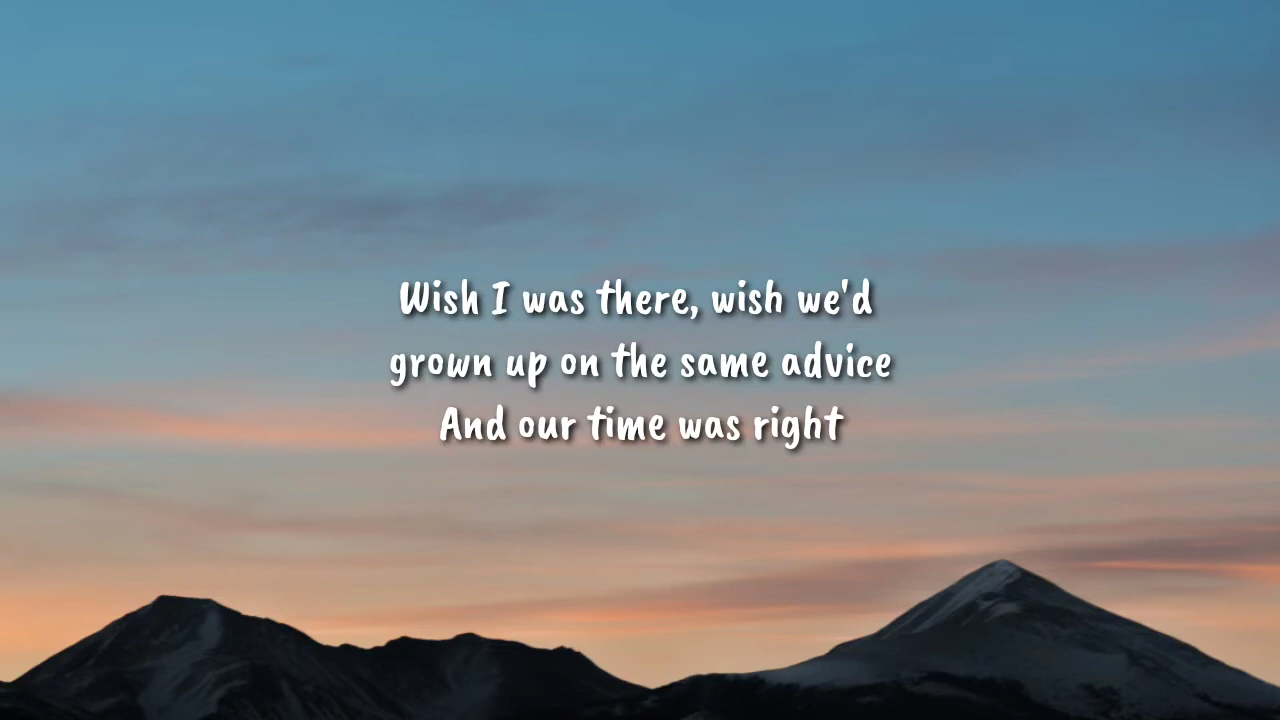 Wish I was there, wish we'd
grown up on the same advice
And our time was right